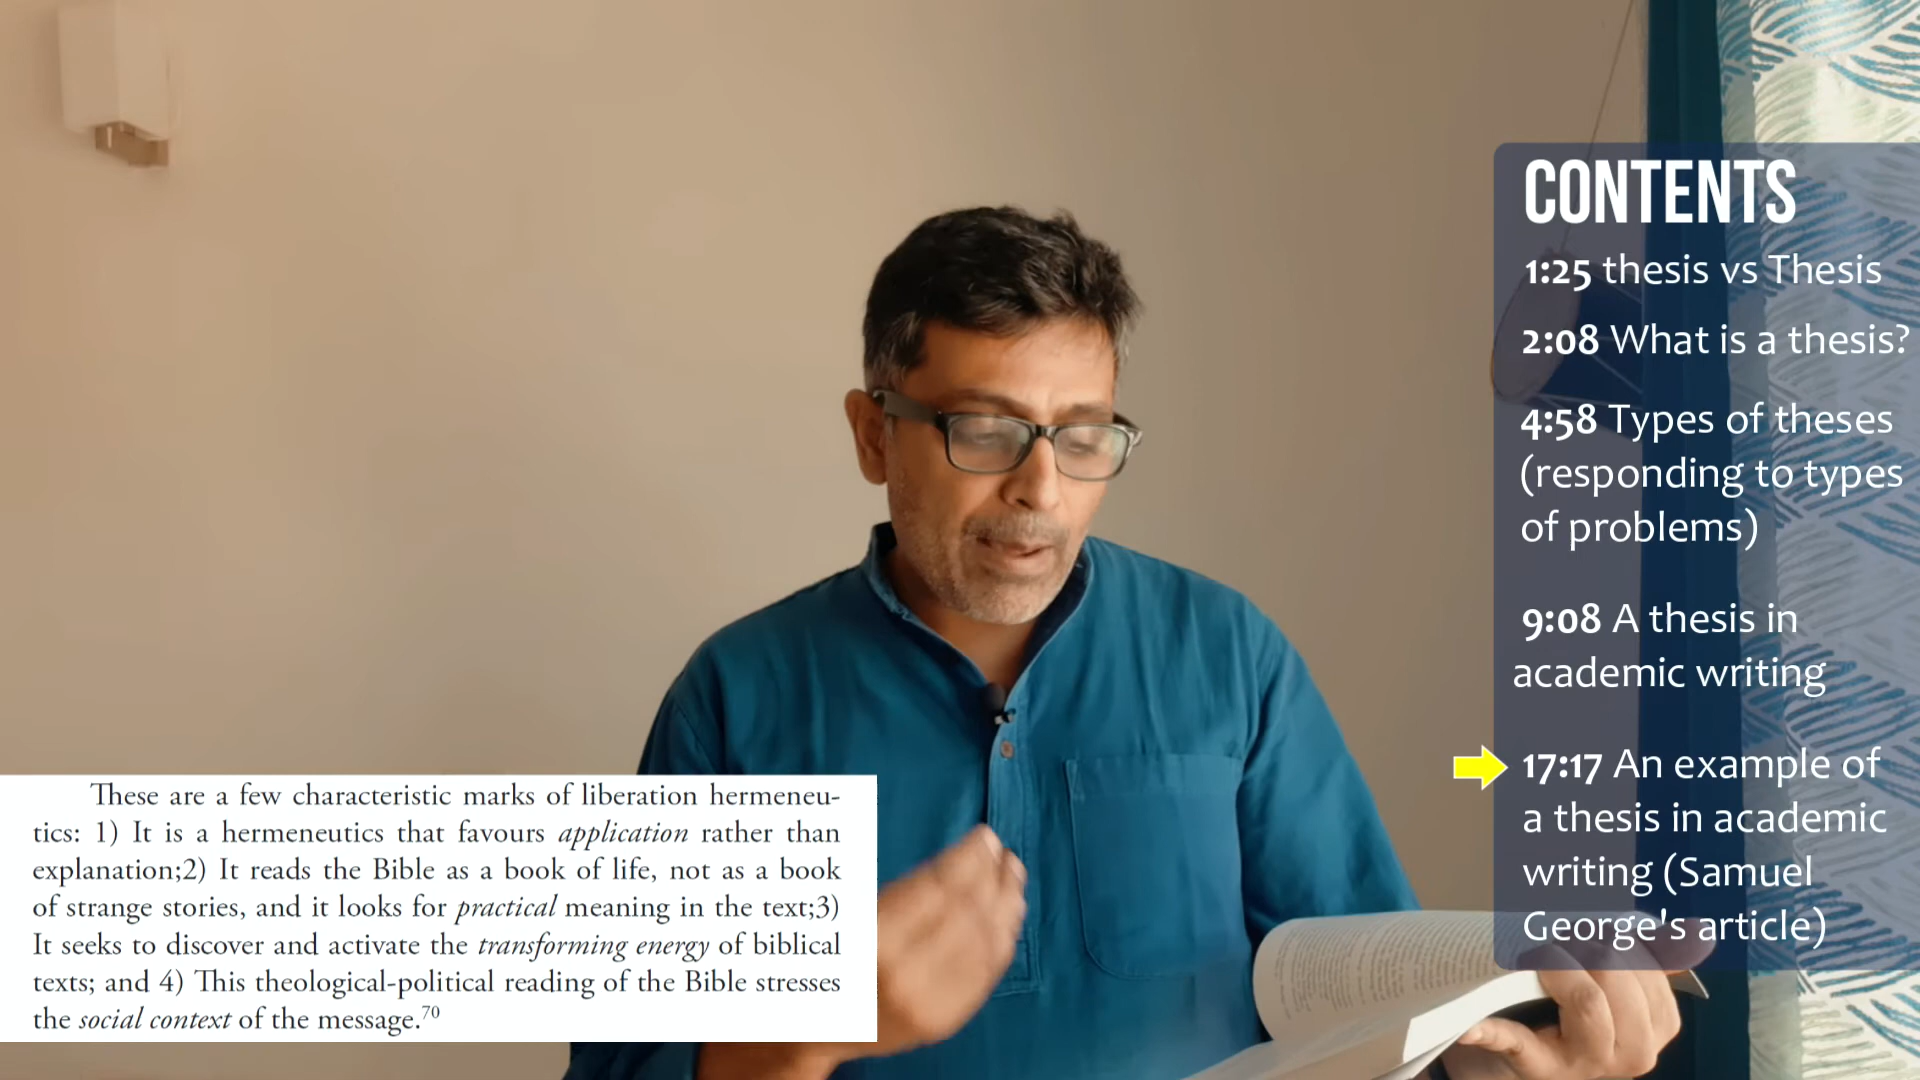 CONTENTS
1:25 thesis vs Thesis
2:08 What is a thesis?
4:58 Types of theses
(responding to types
of problems)
9:08 A thesis in
academic writing
17:17 An example of
a thesis in academic
writing (Samuel
George's article)
These are a few characteristic marks of liberation hermeneu-
tics: 1) It is a hermeneutics that favours application rather than
explanation;2) It reads the Bible as a book of life, not as a book
of strange stories, and it looks for practical meaning in the text;3)
It seeks to discover and activate the transforming energy of biblical
texts; and 4) This theological-political reading of the Bible stresses
the social context of the message.70